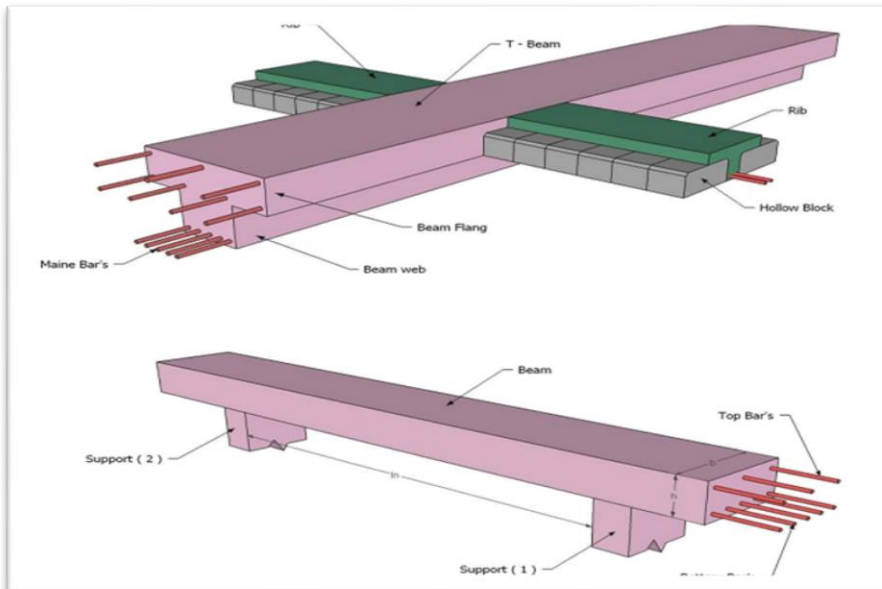 T - Beam
Rib
Hollow Block
Beam Flang
Maine Bar's
Beam web
Beam
Top Bar's
Support ( 2 )
b
h
ln
Support ( 1 )